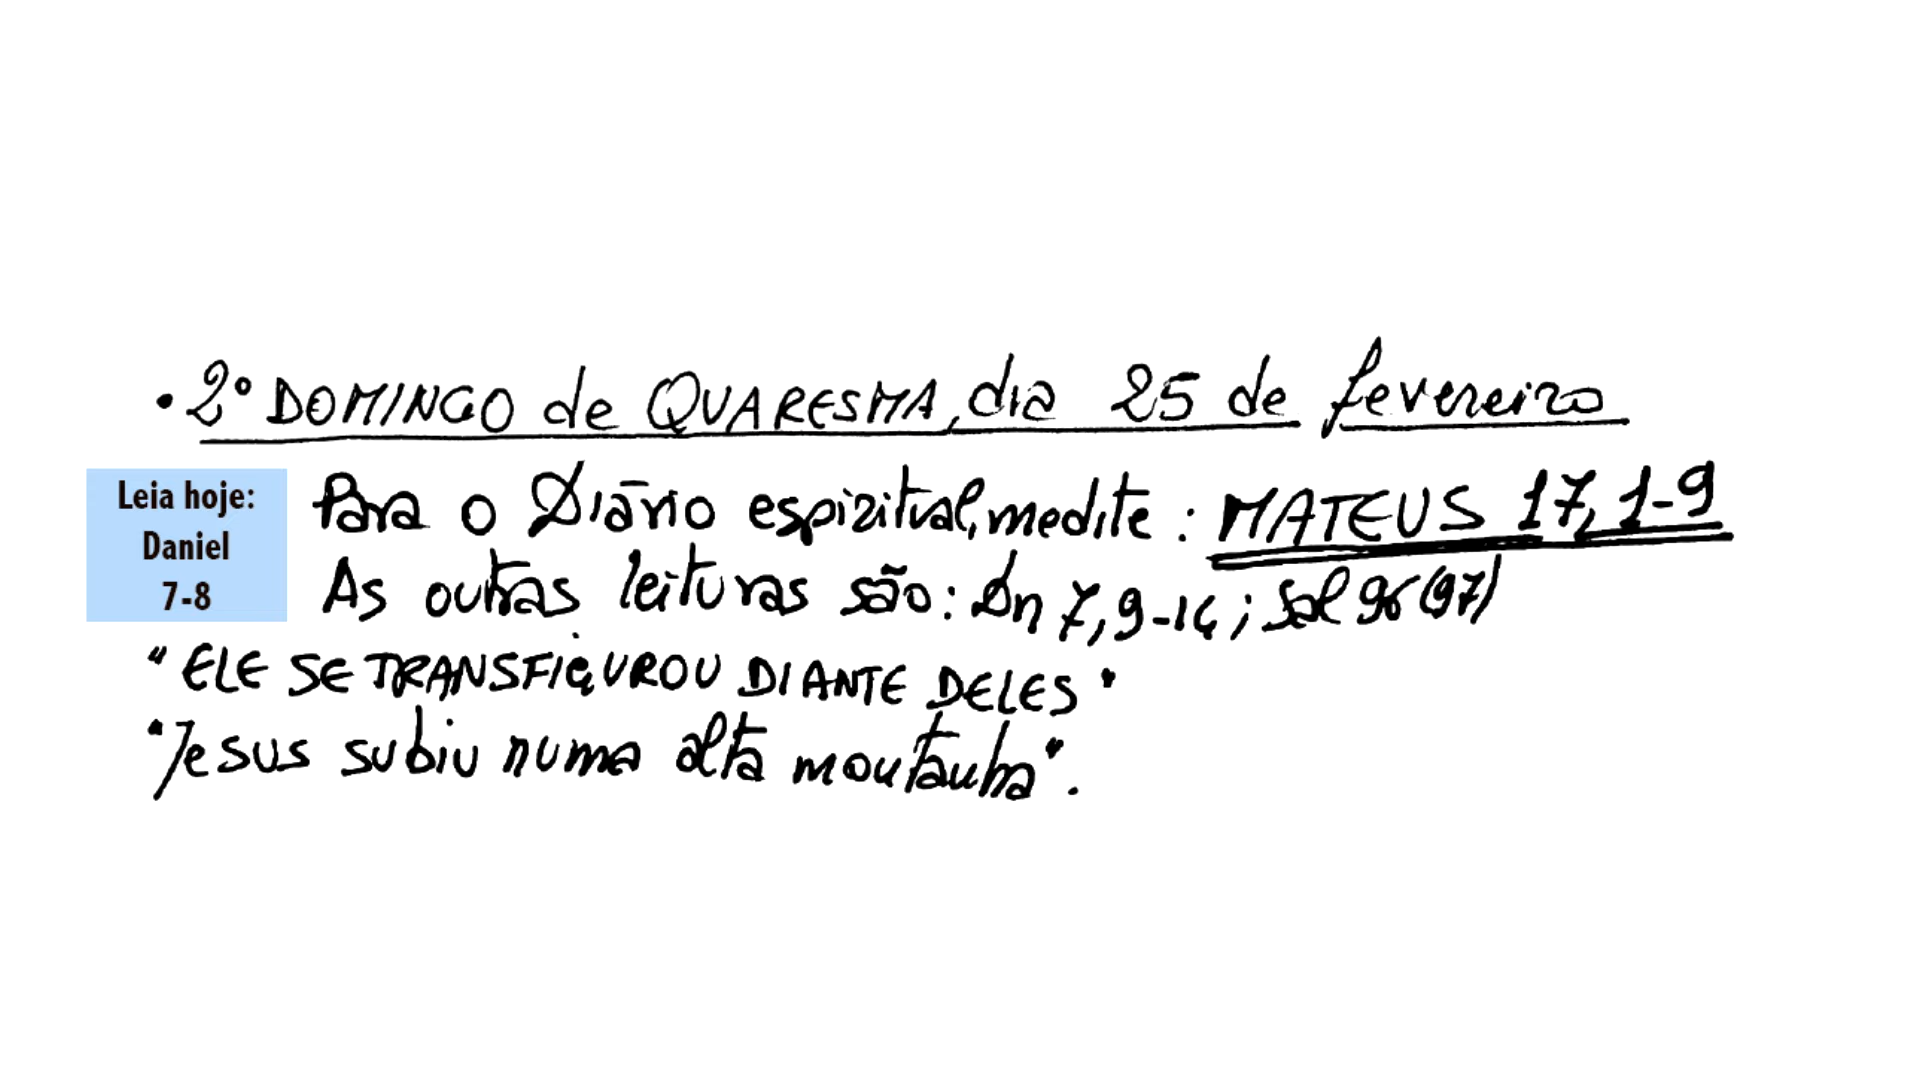 • 2º DOMINGO de QUARESMA, dia 25 de fevereiro
Leia hoje:
Daniel
7-8
Para o Diário espiritual, medite: MATEUS 17, 1-9
As outras leituras são: Dn 7, 9-14; Sal 96 (97)
"ELE SE TRANSFIGUROU DIANTE DELES"
"Jesus subiu numa alta montanha".